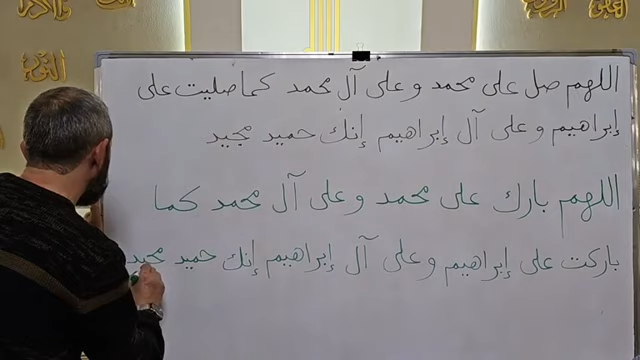 اللهم صل على محمد وعلى آل محمد كما صليت على
إبراهيم وعلى آل إبراهيم إنك حميد مجيد
اللهم بارك على محمد وعلى آل محمد كما
باركت على إبراهيم وعلى آل إبراهيم إنك حميد مجيد